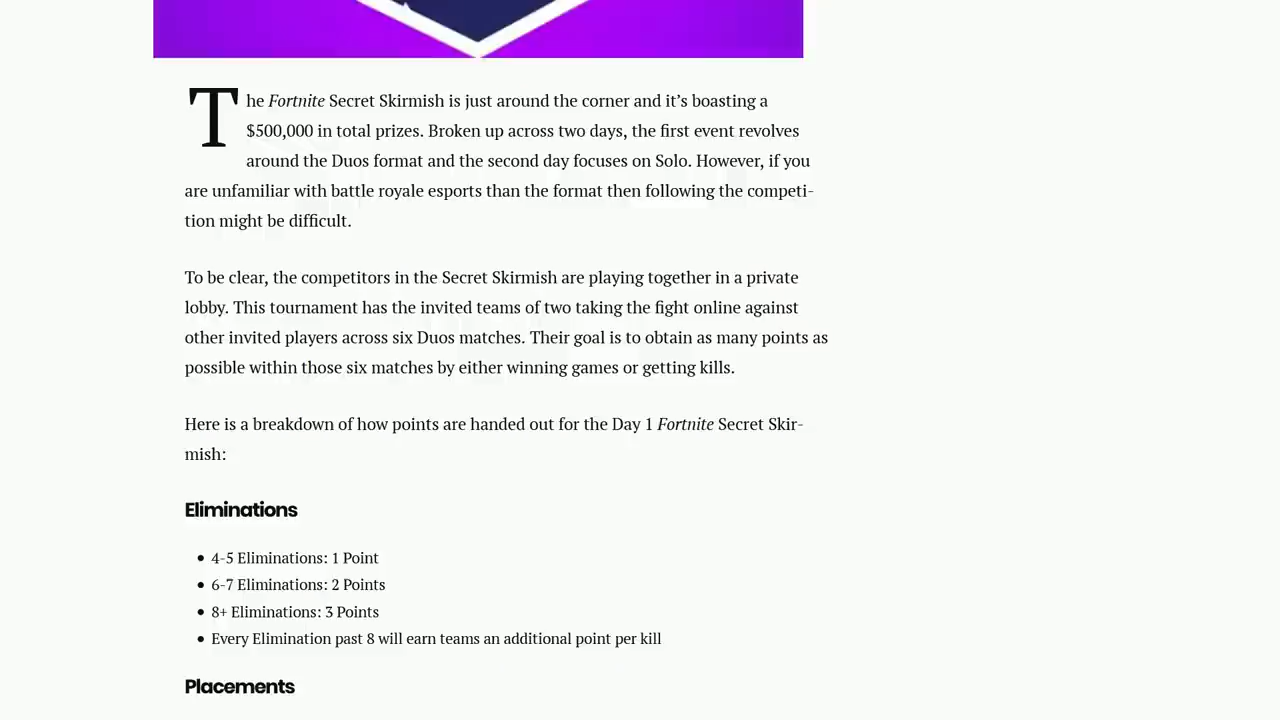 The Fortnite Secret Skirmish is just around the corner and it’s boasting a
$500,000 in total prizes. Broken up across two days, the first event revolves
around the Duos format and the second day focuses on Solo. However, if you
are unfamiliar with battle royale esports than the format then following the competi-
tion might be difficult.
To be clear, the competitors in the Secret Skirmish are playing together in a private
lobby. This tournament has the invited teams of two taking the fight online against
other invited players across six Duos matches. Their goal is to obtain as many points as
possible within those six matches by either winning games or getting kills.
Here is a breakdown of how points are handed out for the Day 1 Fortnite Secret Skir-
mish:
Eliminations
• 4-5 Eliminations: 1 Point
• 6-7 Eliminations: 2 Points
• 8+ Eliminations: 3 Points
• Every Elimination past 8 will earn teams an additional point per kill
Placements